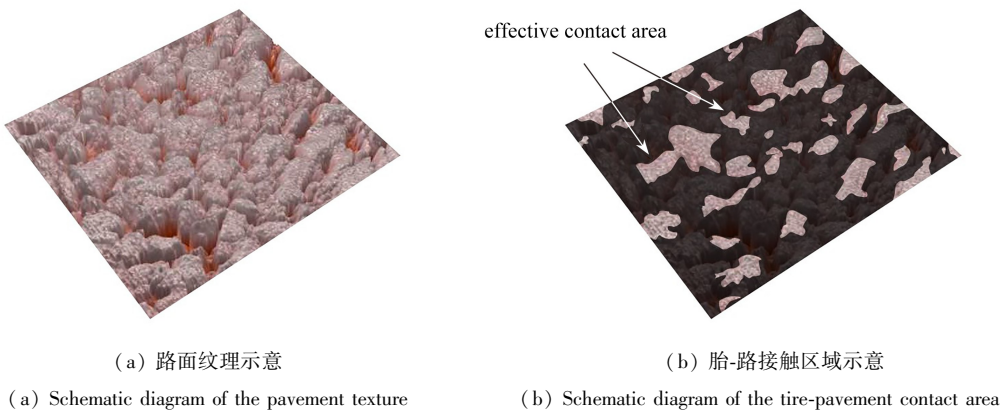 effective contact area
（a）路面纹理示意
（b）胎-路接触区域示意
（a）Schematic diagram of the pavement texture
（b）Schematic diagram of the tire-pavement contact area